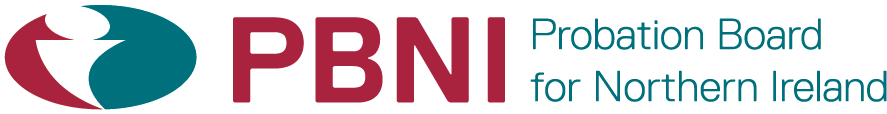 PBNI
Probation Board
for Northern Ireland